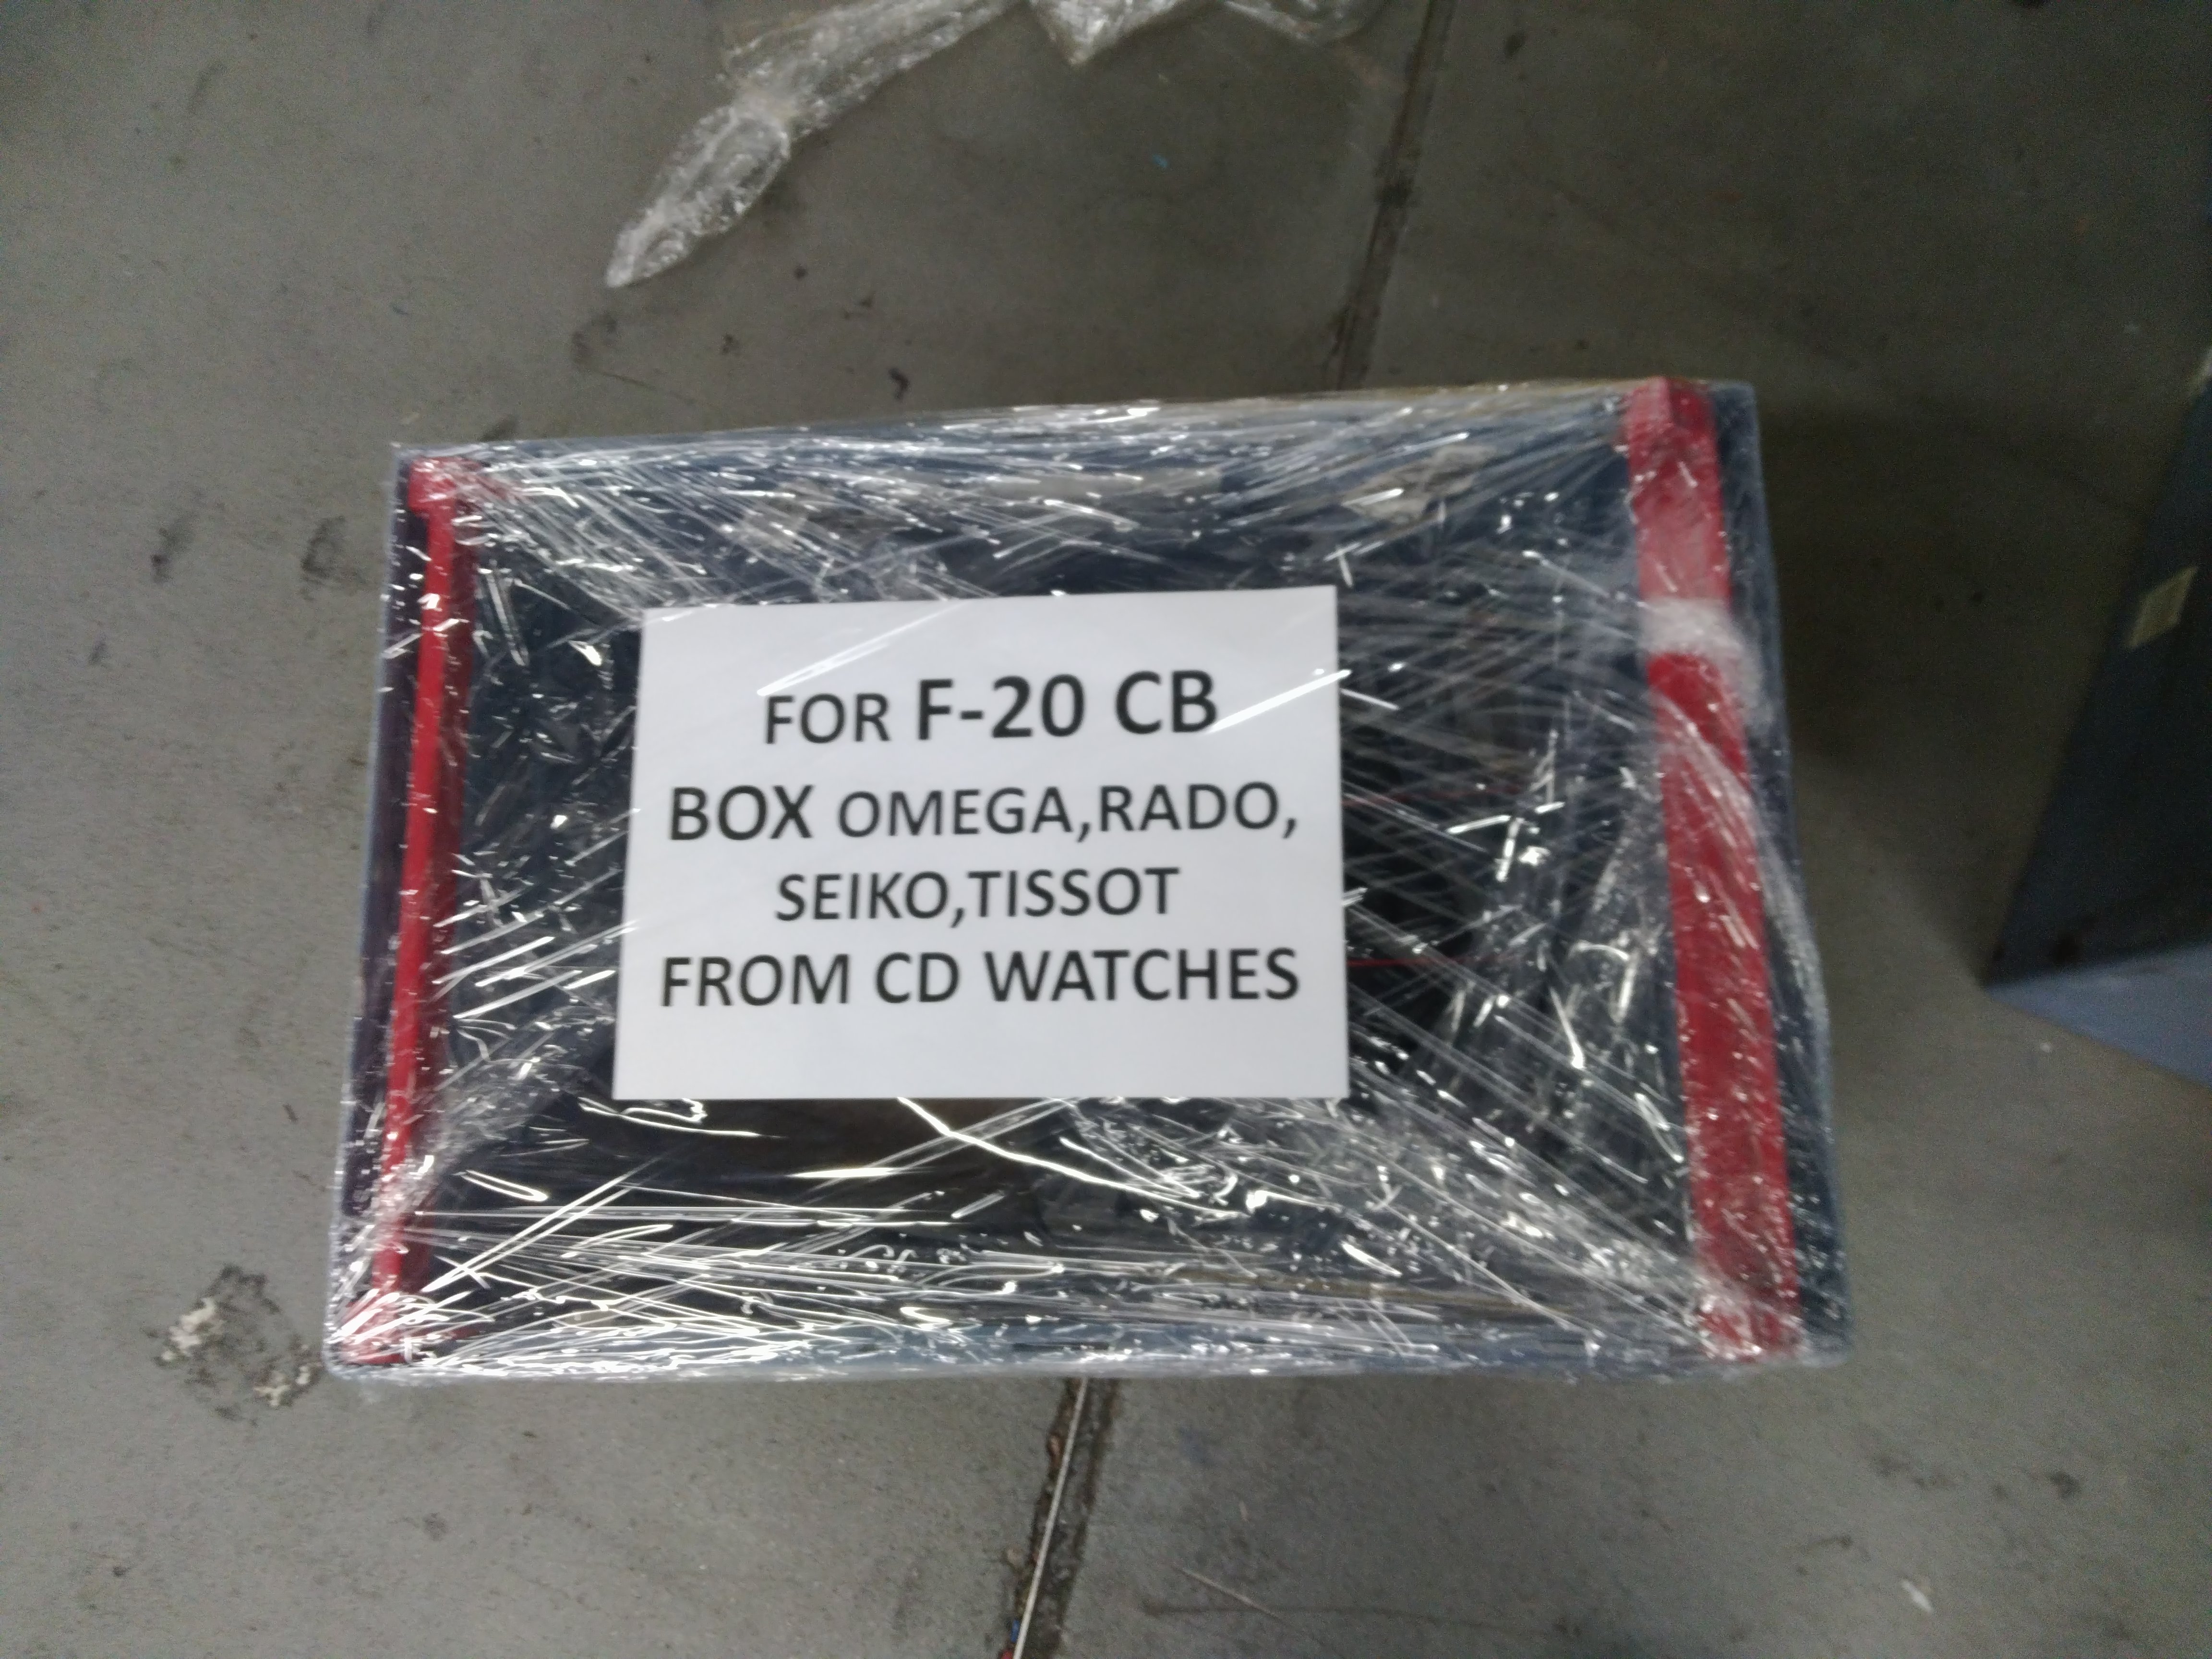 FOR F-20 CB
BOX OMEGA,RADO,
SEIKO,TISSOT
FROM CD WATCHES